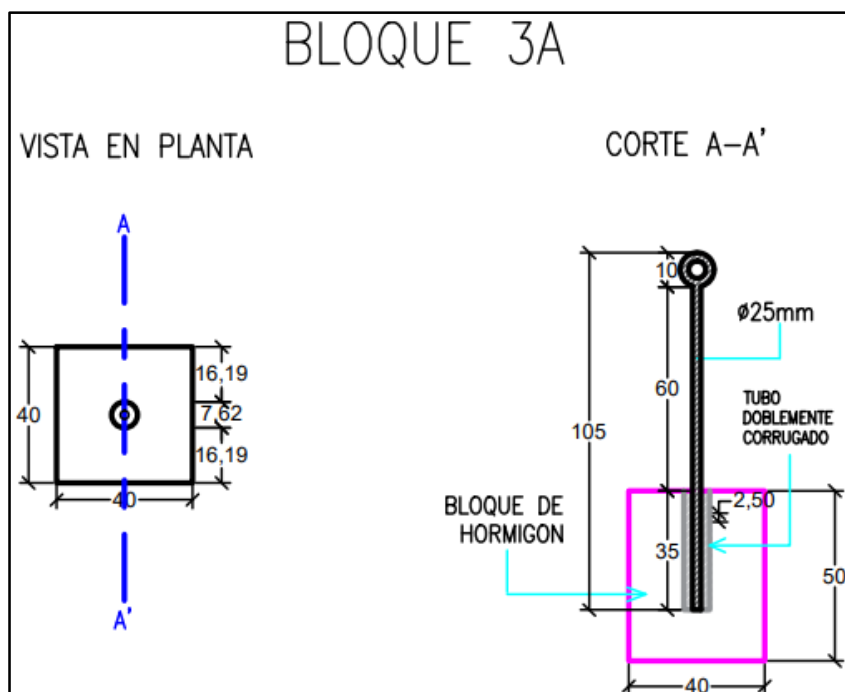 BLOQUE 3A
VISTA EN PLANTA
CORTE A-A'
A
10
ø25mm
16,19
60
40
7,62
TUBO
DOBLEMENTE
CORRUGADO
105
16,19
40
2,50
BLOQUE DE
HORMIGON
35
50
A'
40